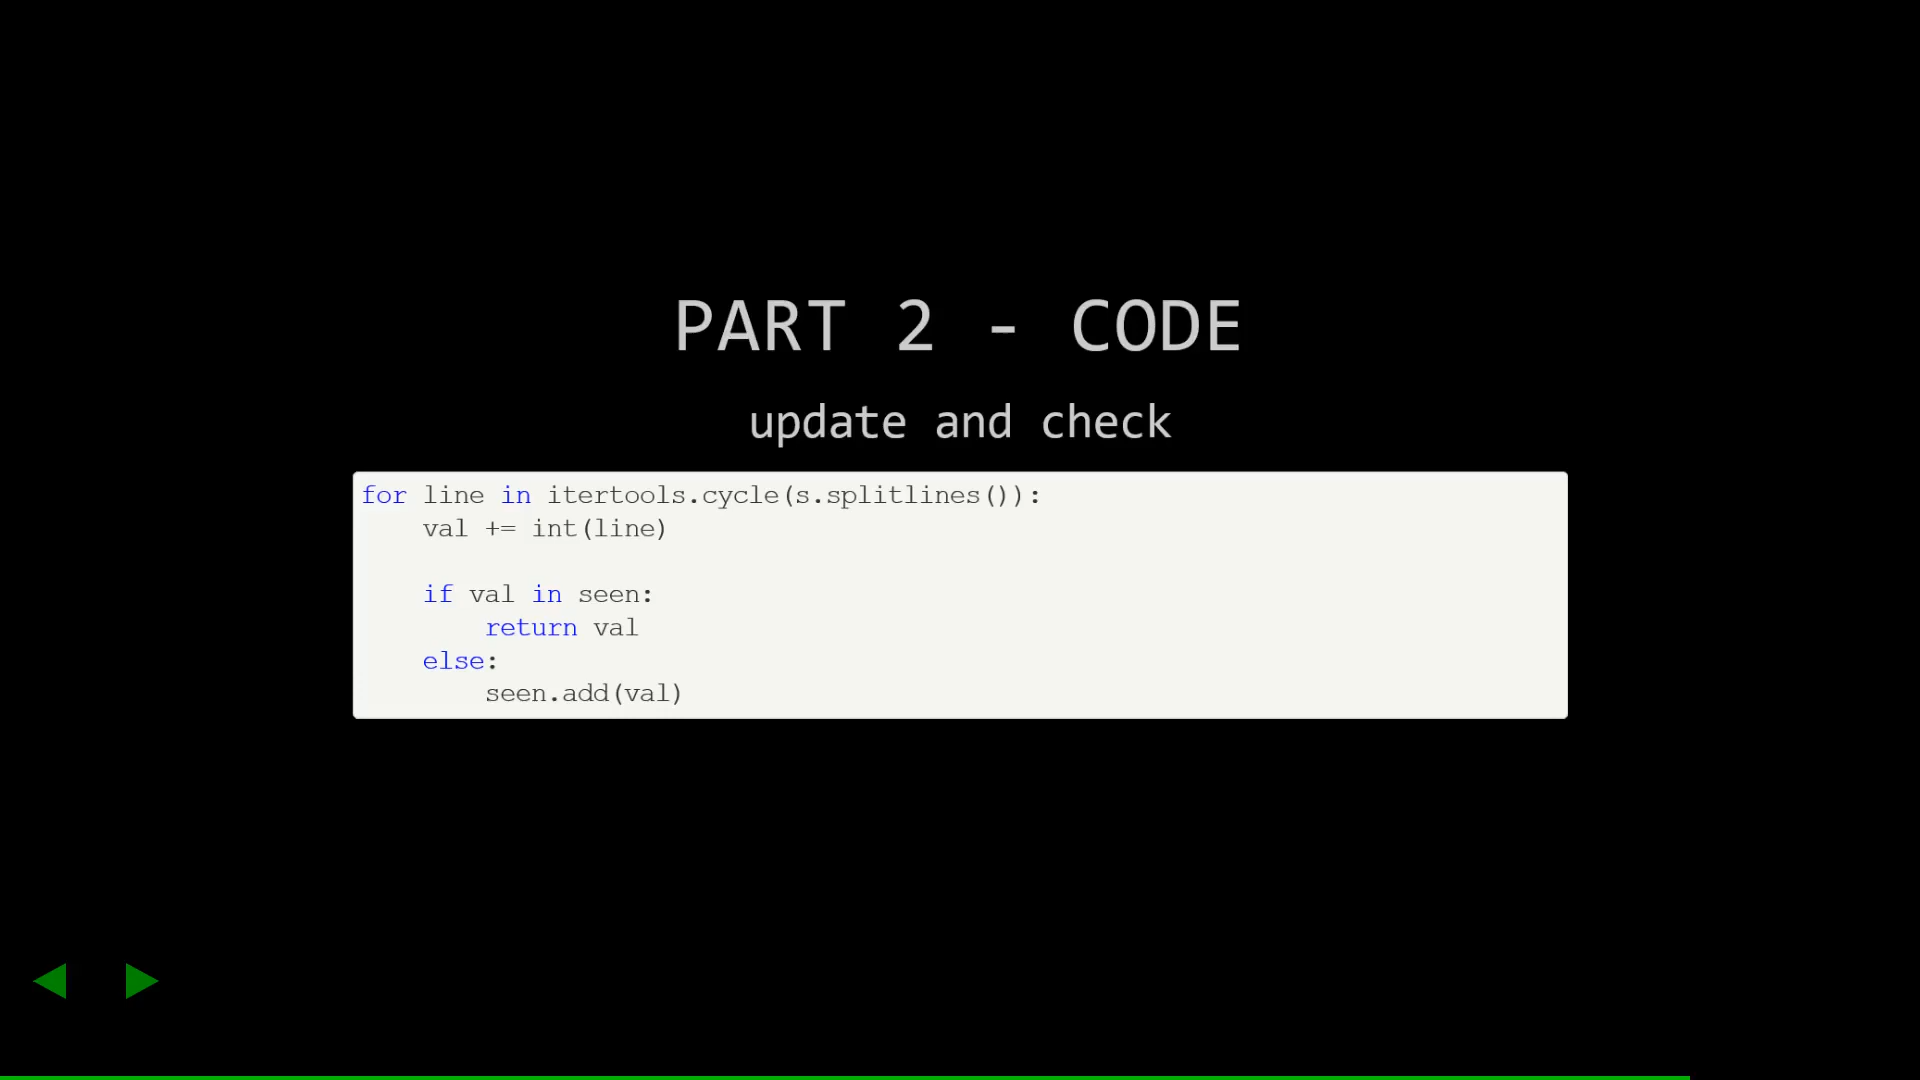 PART 2 - CODE
update and check
for line in itertools.cycle(s.splitlines()):
    val += int(line)

    if val in seen:
        return val
    else:
        seen.add(val)